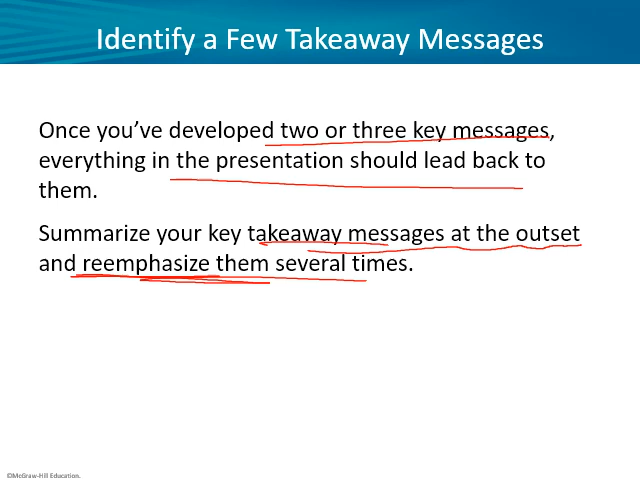 Identify a Few Takeaway Messages
Once you’ve developed two or three key messages,
everything in the presentation should lead back to
them.
Summarize your key takeaway messages at the outset
and reemphasize them several times.
©McGraw-Hill Education.